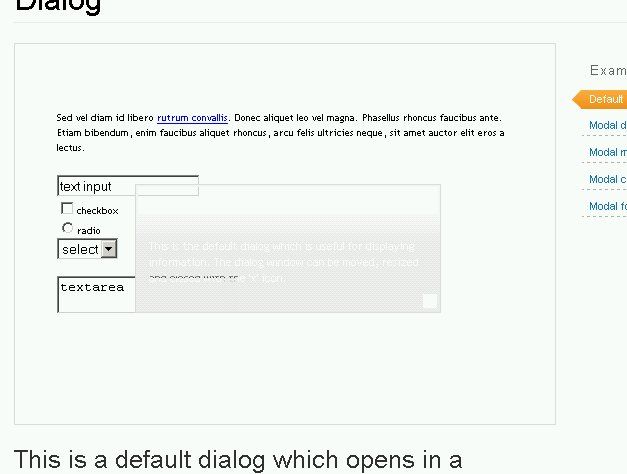 Dialog
Exam
Sed vel diam id libero rutrum convallis. Donec aliquet leo vel magna. Phasellus rhoncus faucibus ante.
Etiam bibendum, enim faucibus aliquet rhoncus, arcu felis ultricies neque, sit amet auctor elit eros a
lectus.
Default
Modal d
Modal m
Modal c
Modal fo
text input
checkbox
radio
select
textarea
This is the default dialog which is useful for displaying
information. The dialog window can be moved, resized
and closed with the 'x' icon.
This is a default dialog which opens in a